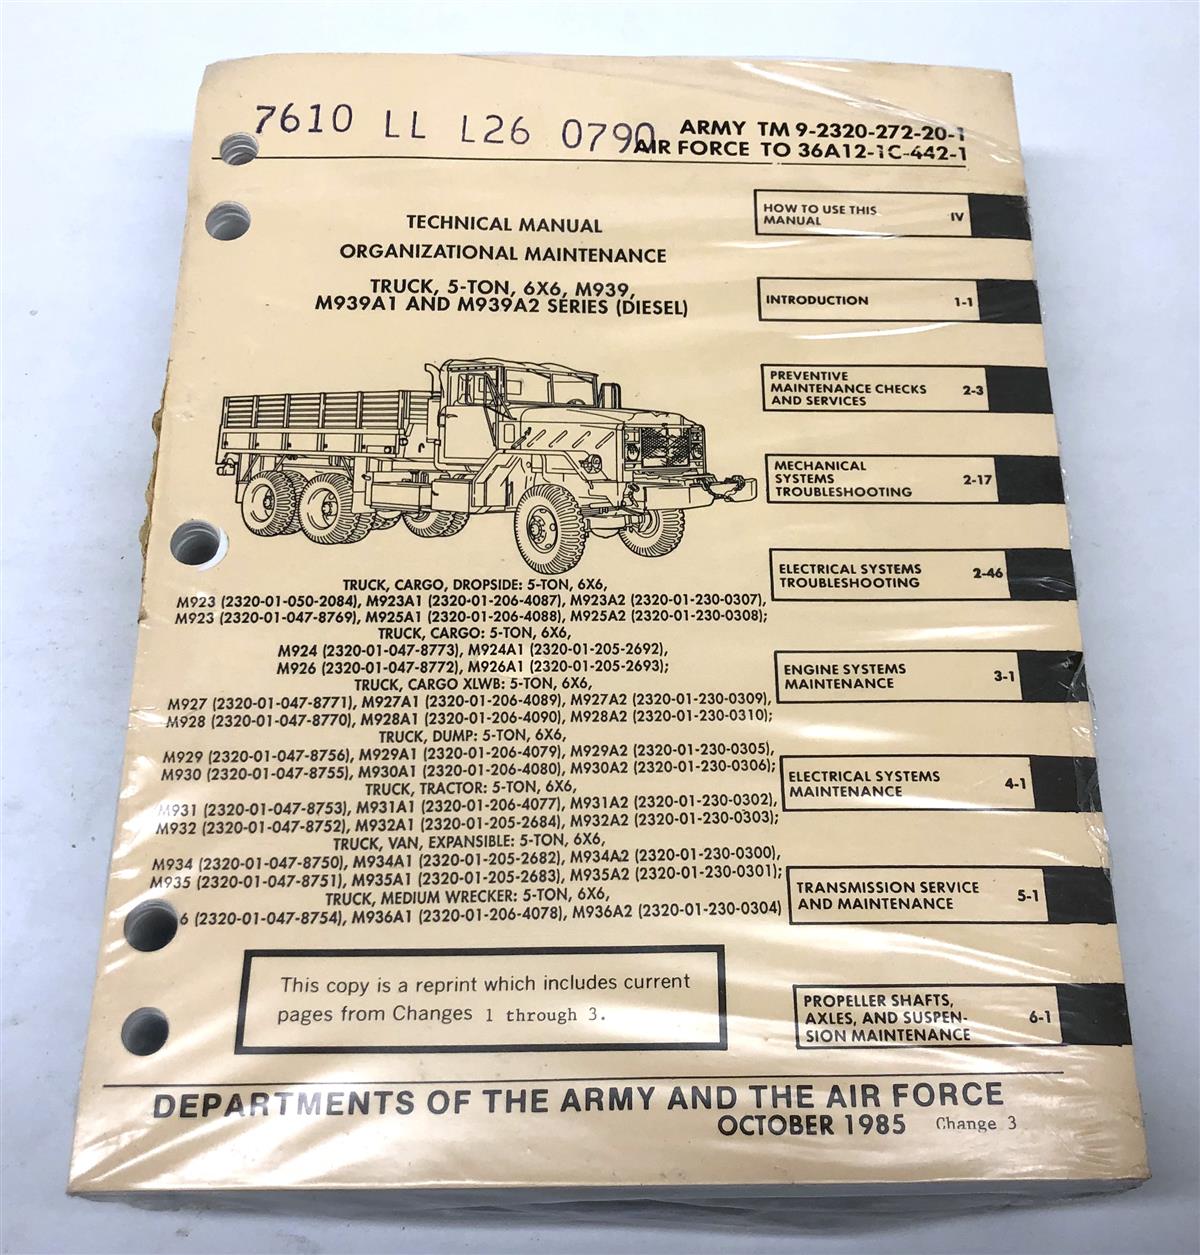 7610 LL L26 0790
ARMY TM 9-2320-272-20-1
AIR FORCE TO 36A12-1C-442-1
TECHNICAL MANUAL
ORGANIZATIONAL MAINTENANCE
TRUCK, 5-TON, 6X6, M939,
M939A1 AND M939A2 SERIES (DIESEL)
TRUCK, CARGO, DROPSIDE: 5-TON, 6X6,
M923 (2320-01-050-2084), M923A1 (2320-01-206-4087), M923A2 (2320-01-230-0307),
M923 (2320-01-047-8769), M925A1 (2320-01-206-4088), M925A2 (2320-01-230-0308);
TRUCK, CARGO: 5-TON, 6X6,
M924 (2320-01-047-8773), M924A1 (2320-01-205-2692),
M926 (2320-01-047-8772), M926A1 (2320-01-205-2693);
TRUCK, CARGO XLWB: 5-TON, 6X6,
M927 (2320-01-047-8771), M927A1 (2320-01-206-4089), M927A2 (2320-01-230-0309),
M928 (2320-01-047-8770), M928A1 (2320-01-206-4090), M928A2 (2320-01-230-0310);
TRUCK, DUMP: 5-TON, 6X6,
M929 (2320-01-047-8756), M929A1 (2320-01-206-4079), M929A2 (2320-01-230-0305),
M930 (2320-01-047-8755), M930A1 (2320-01-206-4080), M930A2 (2320-01-230-0306);
TRUCK, TRACTOR: 5-TON, 6X6,
M931 (2320-01-047-8753), M931A1 (2320-01-206-4077), M931A2 (2320-01-230-0302),
M932 (2320-01-047-8752), M932A1 (2320-01-205-2684), M932A2 (2320-01-230-0303);
TRUCK, VAN, EXPANSIBLE: 5-TON, 6X6,
M934 (2320-01-047-8750), M934A1 (2320-01-205-2682), M934A2 (2320-01-230-0300),
M935 (2320-01-047-8751), M935A1 (2320-01-205-2683), M935A2 (2320-01-230-0301);
TRUCK, MEDIUM WRECKER: 5-TON, 6X6,
6 (2320-01-047-8754), M936A1 (2320-01-206-4078), M936A2 (2320-01-230-0304)
This copy is a reprint which includes current
pages from Changes 1 through 3.
HOW TO USE THIS
MANUAL IV
INTRODUCTION 1-1
PREVENTIVE
MAINTENANCE CHECKS 2-3
AND SERVICES
MECHANICAL
SYSTEMS 2-17
TROUBLESHOOTING
ELECTRICAL SYSTEMS 2-46
TROUBLESHOOTING
ENGINE SYSTEMS
MAINTENANCE 3-1
ELECTRICAL SYSTEMS
MAINTENANCE 4-1
TRANSMISSION SERVICE
AND MAINTENANCE 5-1
PROPELLER SHAFTS,
AXLES, AND SUSPEN- 6-1
SION MAINTENANCE
DEPARTMENTS OF THE ARMY AND THE AIR FORCE
OCTOBER 1985 Change 3